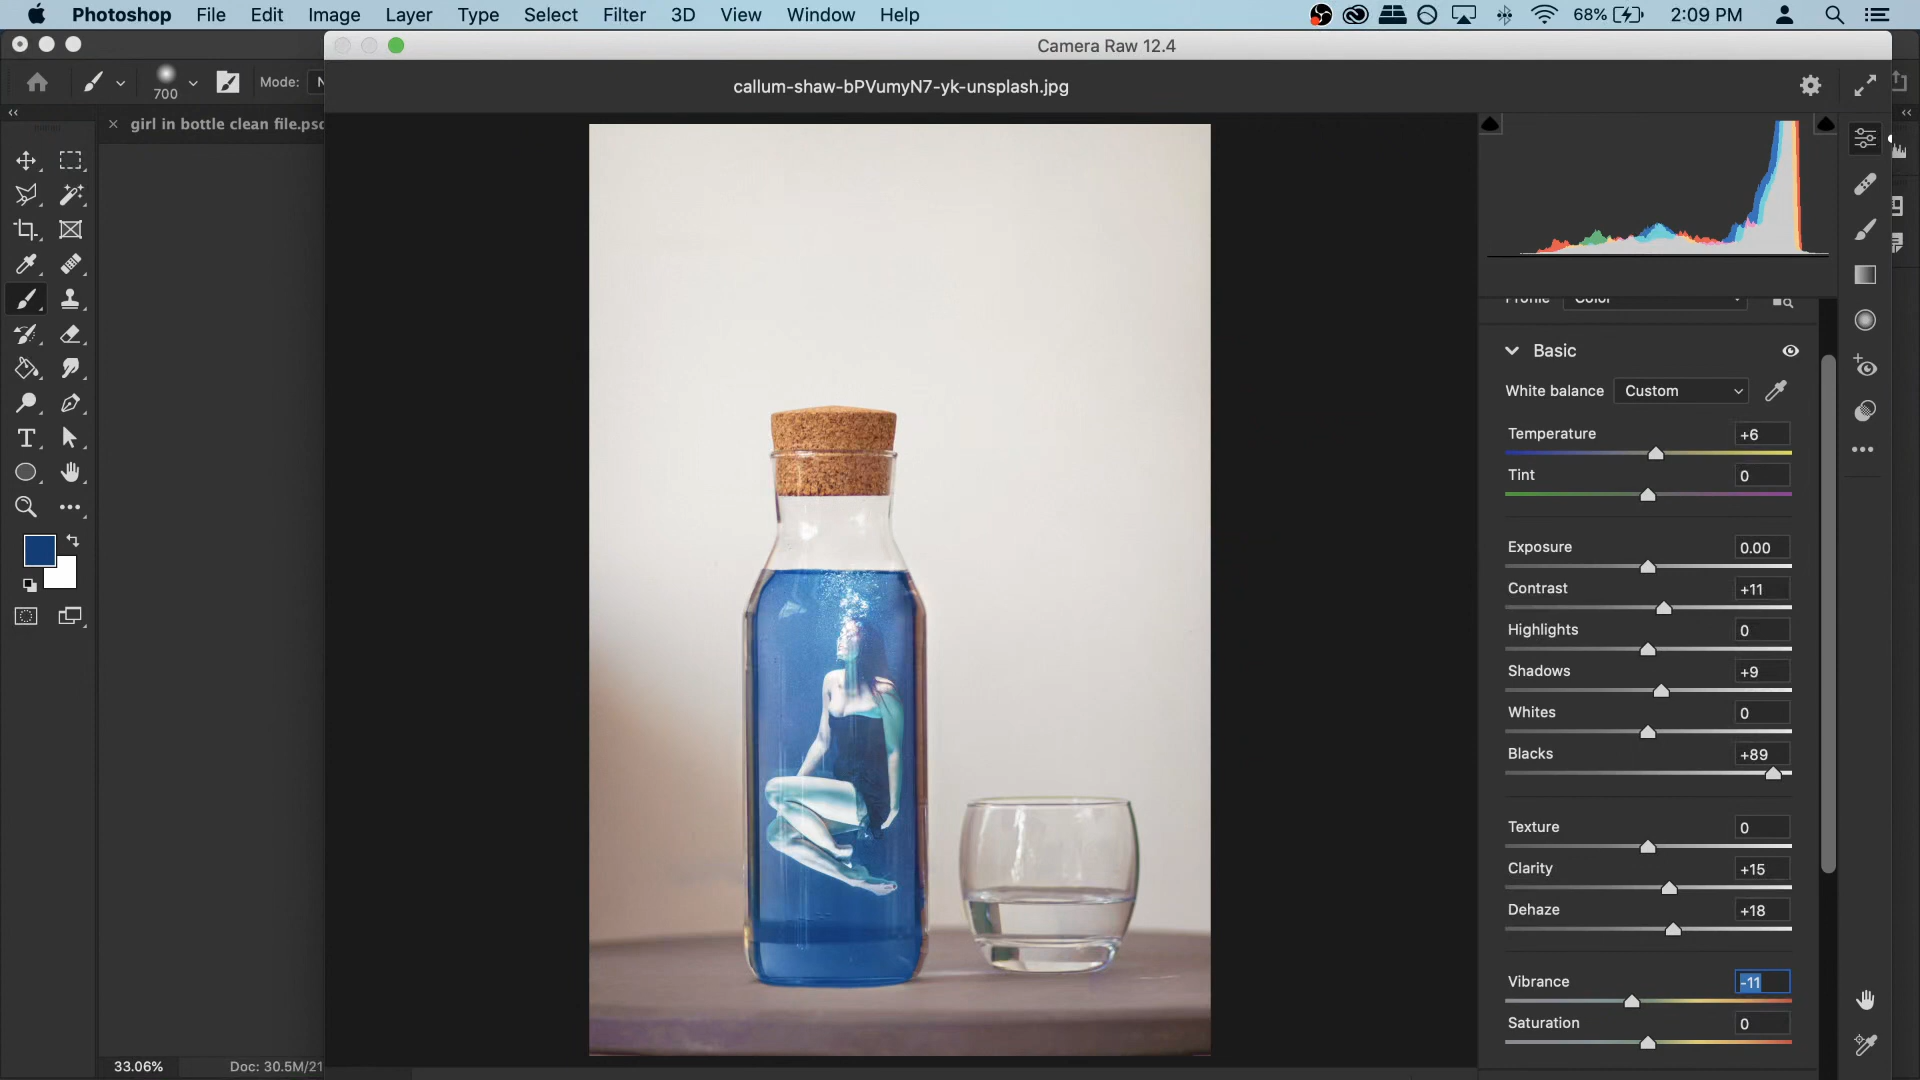 Photoshop File Edit Image Layer Type Select Filter 3D View Window Help 68% 2:09 PM
Camera Raw 12.4
700 Mode: N
callum-shaw-bPVumyN7-yk-unsplash.jpg
girl in bottle clean file.psd
Profile Color
Basic
White balance Custom
Temperature +6
Tint 0
Exposure 0.00
Contrast +11
Highlights 0
Shadows +9
Whites 0
Blacks +89
Texture 0
Clarity +15
Dehaze +18
Vibrance -11
Saturation 0
33.06% Doc: 30.5M/21